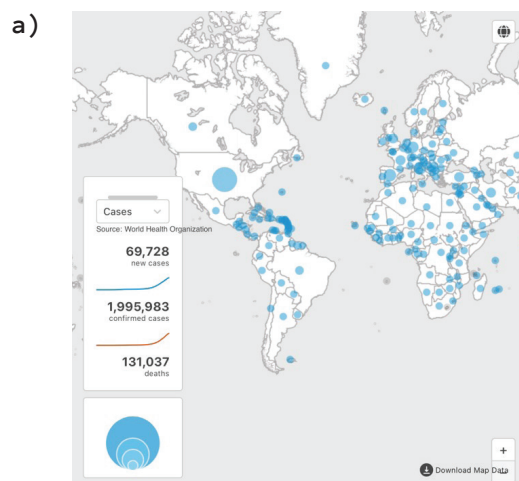 a)
Cases
Source: World Health Organization
69,728
new cases
1,995,983
confirmed cases
131,037
deaths
+
Download Map Data